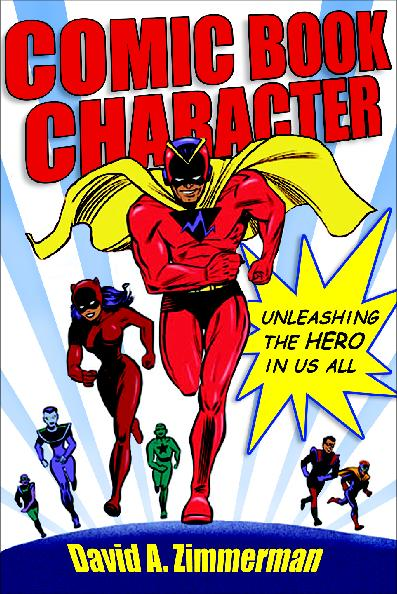 COMIC BOOK
CHARACTER
UNLEASHING
THE HERO
IN US ALL
David A. Zimmerman